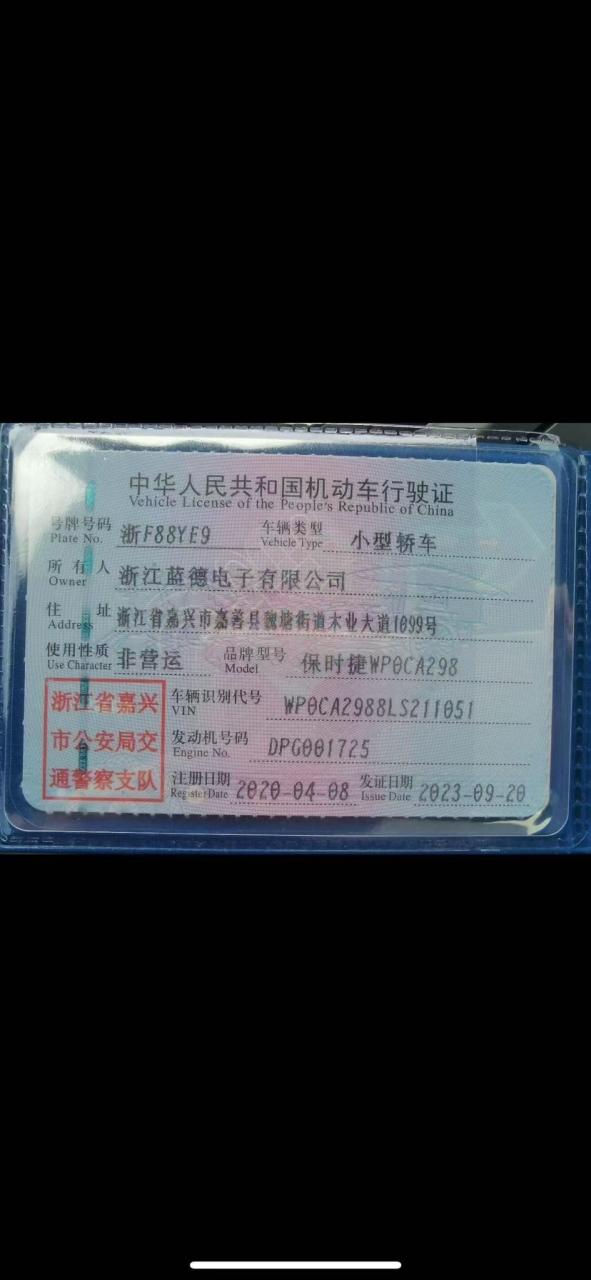 中华人民共和国机动车行驶证
Vehicle License of the People's Republic of China
号牌号码 浙F88YE9 车辆类型 小型轿车
Plate No. Vehicle Type
所有人 浙江蓝德电子有限公司
Owner
住址 浙江省嘉兴市嘉善县魏塘街道木业大道1099号
Address
使用性质 非营运 品牌型号 保时捷WP0CA298
Use Character Model
浙江省嘉兴
市公安局交
通警察支队
车辆识别代号 WP0CA2988LS211051
VIN
发动机号码 DPG001725
Engine No.
注册日期 2020-04-08 发证日期 2023-09-20
Register Date Issue Date